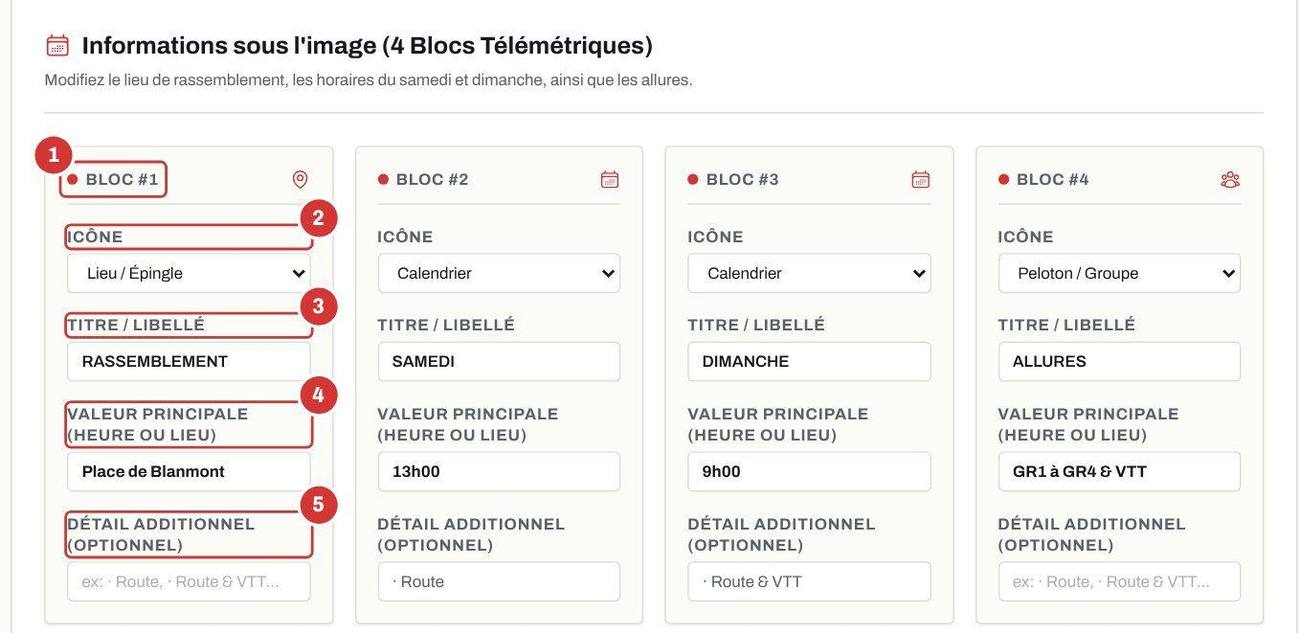 Informations sous l'image (4 Blocs Télémétriques)
Modifiez le lieu de rassemblement, les horaires du samedi et dimanche, ainsi que les allures.
1
BLOC #1
2
ICÔNE
Lieu / Épingle
3
TITRE / LIBELLÉ
RASSEMBLEMENT
4
VALEUR PRINCIPALE
(HEURE OU LIEU)
Place de Blanmont
5
DÉTAIL ADDITIONNEL
(OPTIONNEL)
ex: · Route, · Route & VTT...
BLOC #2
ICÔNE
Calendrier
TITRE / LIBELLÉ
SAMEDI
VALEUR PRINCIPALE
(HEURE OU LIEU)
13h00
DÉTAIL ADDITIONNEL
(OPTIONNEL)
· Route
BLOC #3
ICÔNE
Calendrier
TITRE / LIBELLÉ
DIMANCHE
VALEUR PRINCIPALE
(HEURE OU LIEU)
9h00
DÉTAIL ADDITIONNEL
(OPTIONNEL)
· Route & VTT
BLOC #4
ICÔNE
Peloton / Groupe
TITRE / LIBELLÉ
ALLURES
VALEUR PRINCIPALE
(HEURE OU LIEU)
GR1 à GR4 & VTT
DÉTAIL ADDITIONNEL
(OPTIONNEL)
ex: · Route, · Route & VTT...